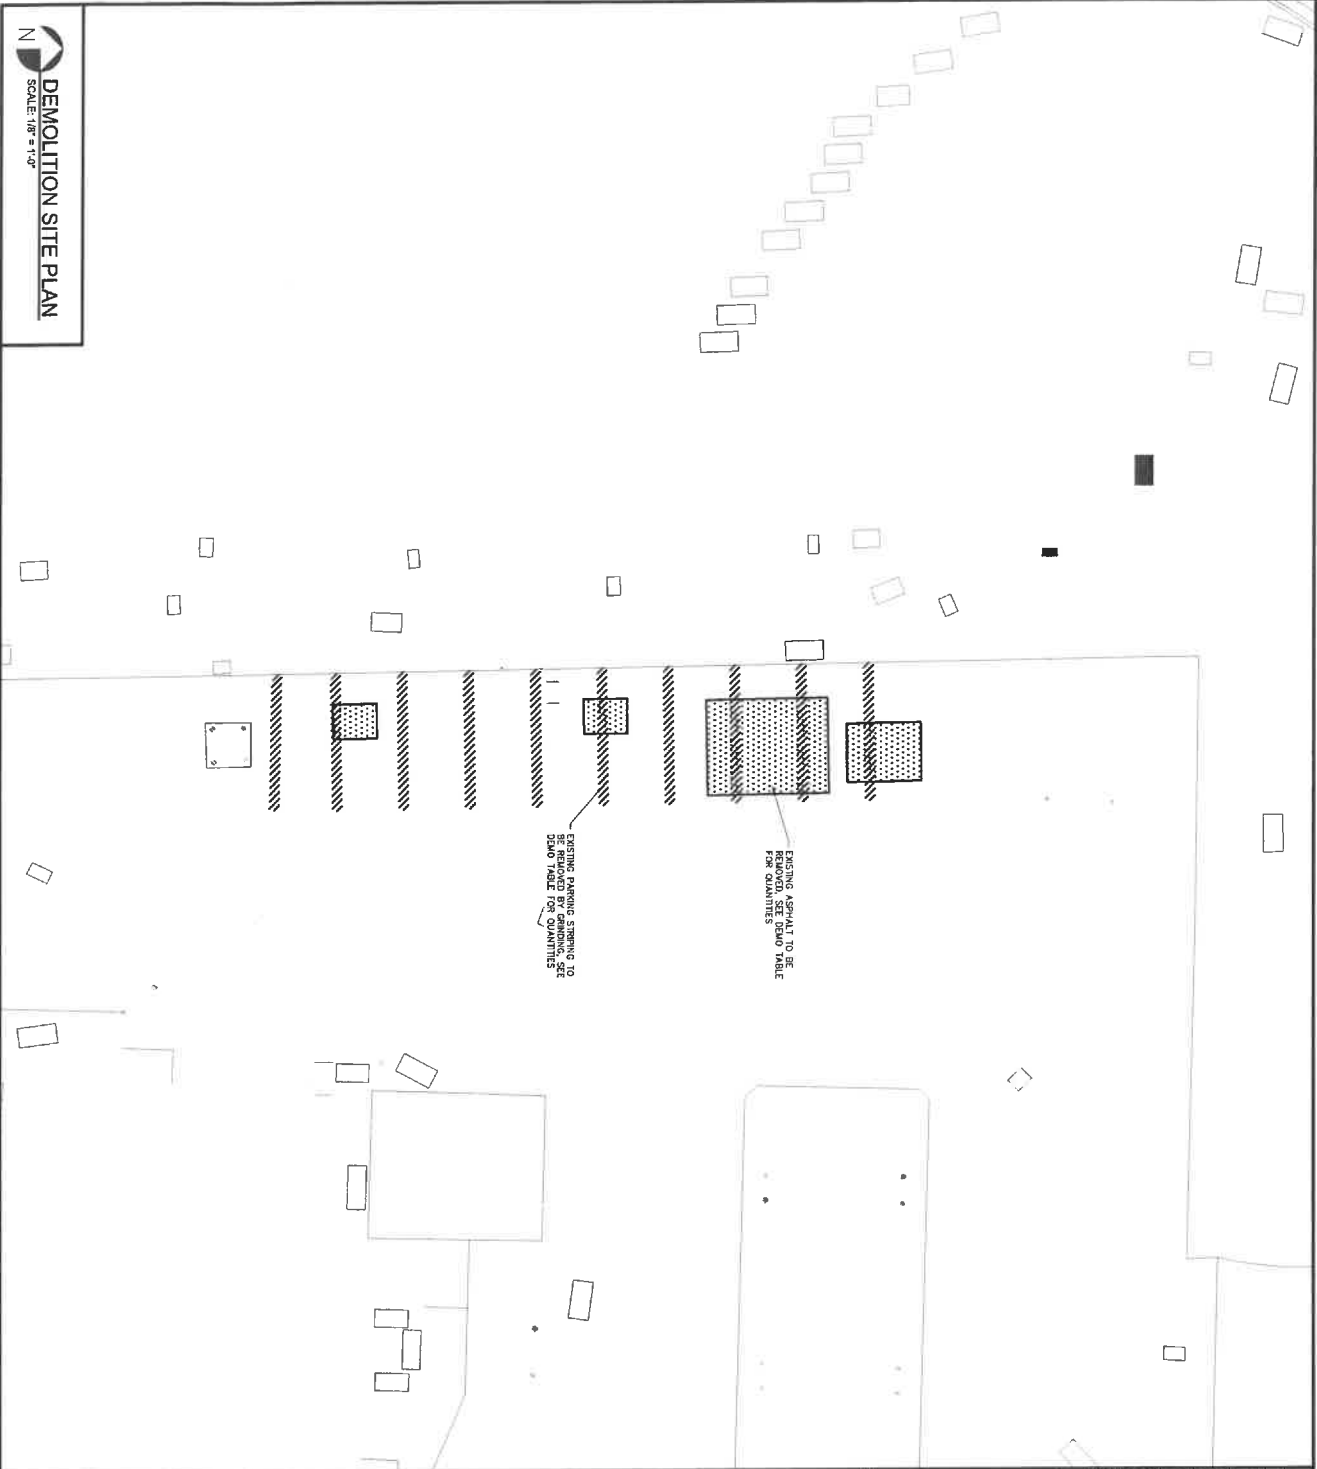 N
DEMOLITION SITE PLAN
SCALE: 1/8" = 1'-0"
EXISTING ASPHALT TO BE
REMOVED, SEE DEMO TABLE
FOR QUANTITIES
EXISTING PARKING STRIPING TO
BE REMOVED BY GRINDING, SEE
DEMO TABLE FOR QUANTITIES